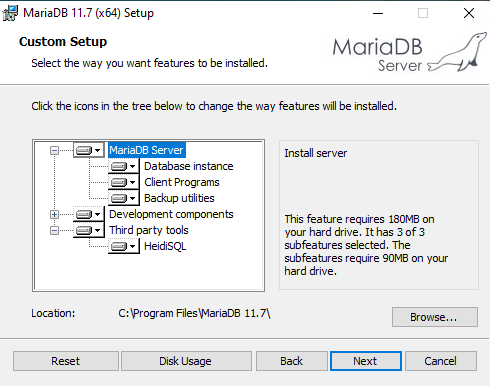 MariaDB 11.7 (x64) Setup
Custom Setup
Select the way you want features to be installed.
MariaDB
Server
Click the icons in the tree below to change the way features will be installed.
MariaDB Server
Database instance
Client Programs
Backup utilities
Development components
Third party tools
HeidiSQL
Install server
This feature requires 180MB on
your hard drive. It has 3 of 3
subfeatures selected. The
subfeatures require 90MB on your
hard drive.
Location: C:\Program Files\MariaDB 11.7\
Browse...
Reset Disk Usage Back Next Cancel